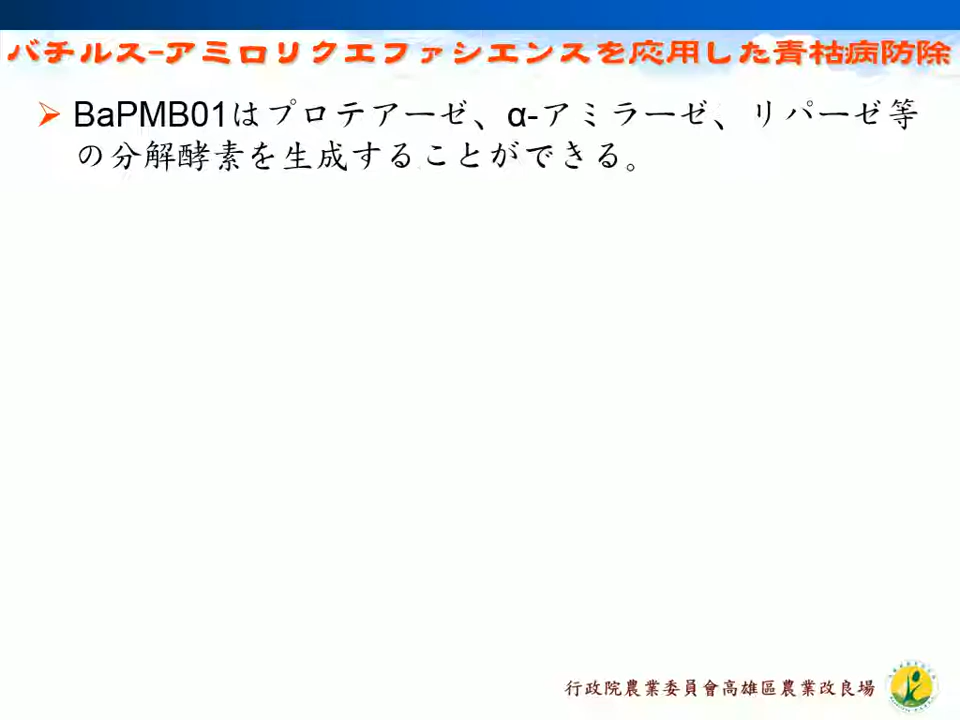 バチルス-アミロリクエファシエンスを応用した青枯病防除
BaPMB01はプロテアーゼ、α-アミラーゼ、リパーゼ等
の分解酵素を生成することができる。
行政院農業委員會高雄區農業改良場